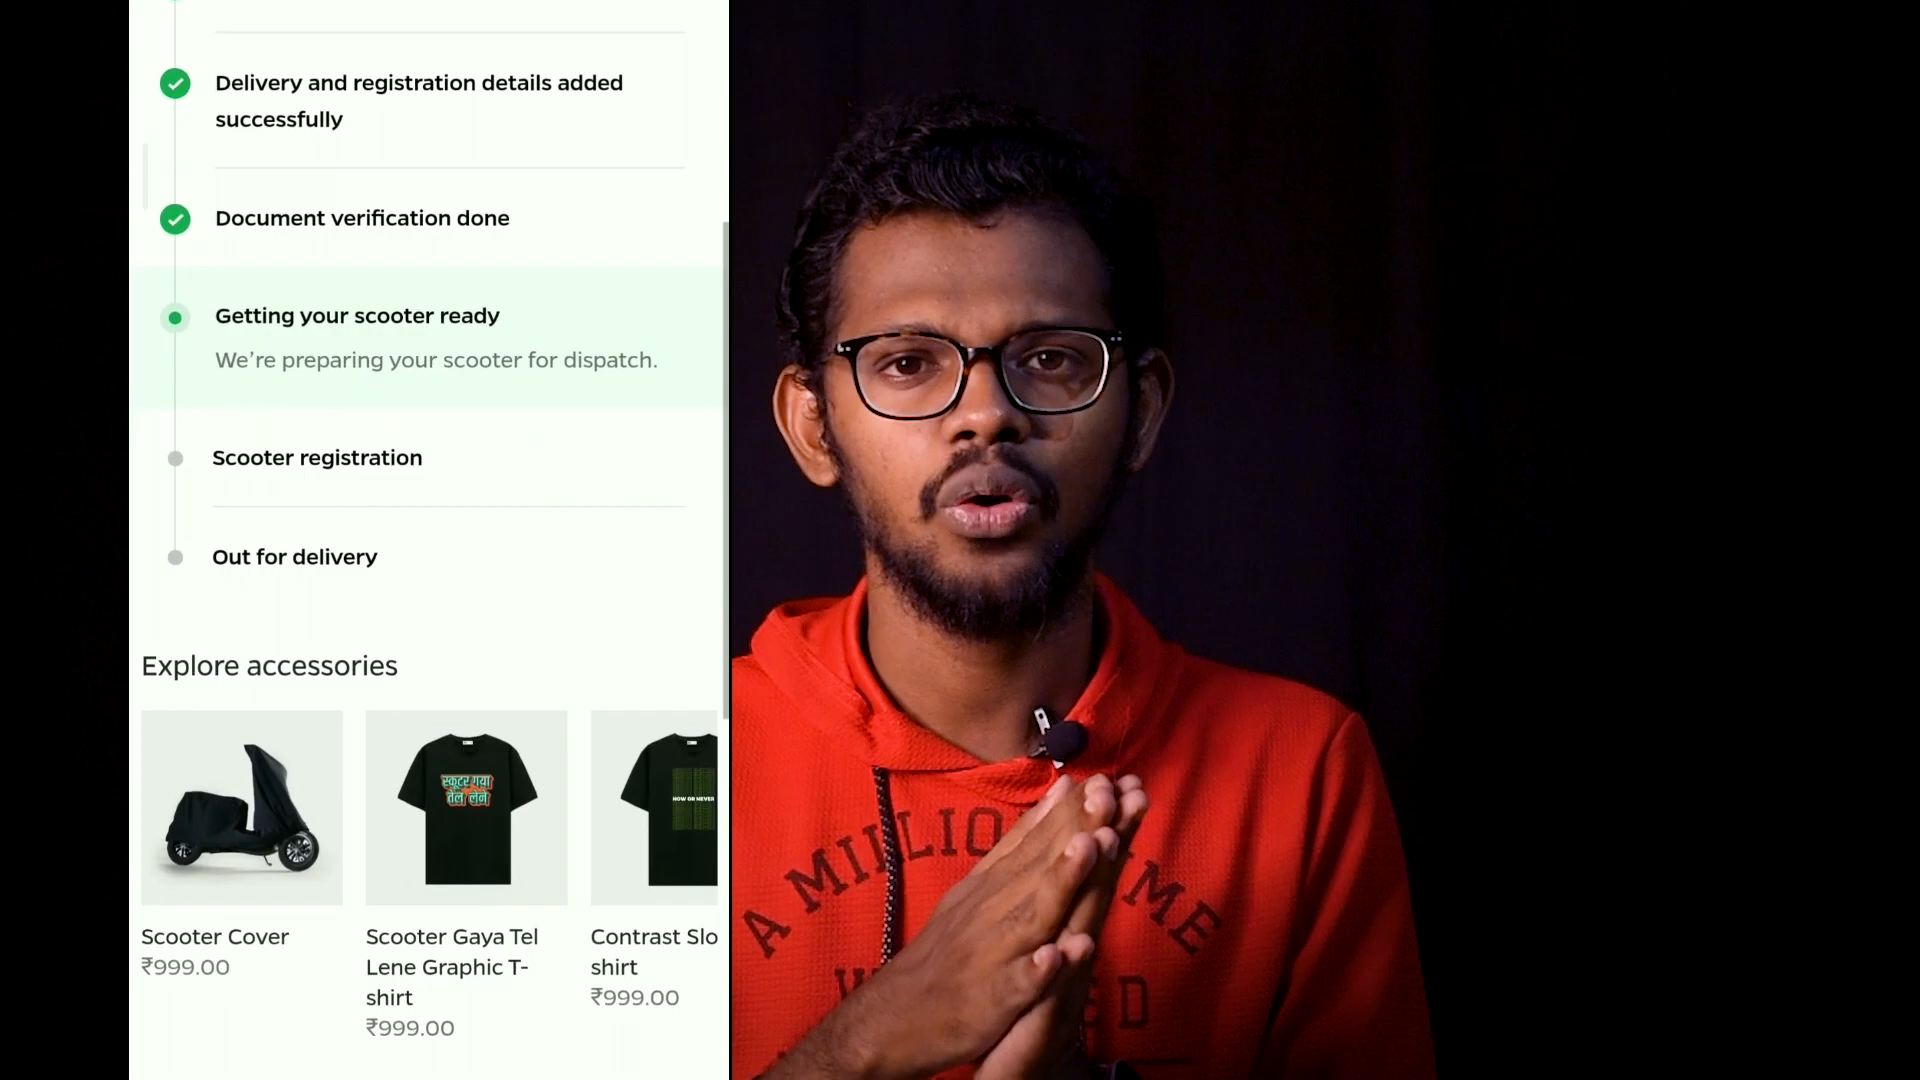 Delivery and registration details added
successfully
Document verification done
Getting your scooter ready
We’re preparing your scooter for dispatch.
Scooter registration
Out for delivery
Explore accessories
स्कूटर गया
तेल लेने
NOW OR NEVER
Scooter Cover
₹999.00
Scooter Gaya Tel
Lene Graphic T-
shirt
₹999.00
Contrast Slo
shirt
₹999.00
A MILLIO ME